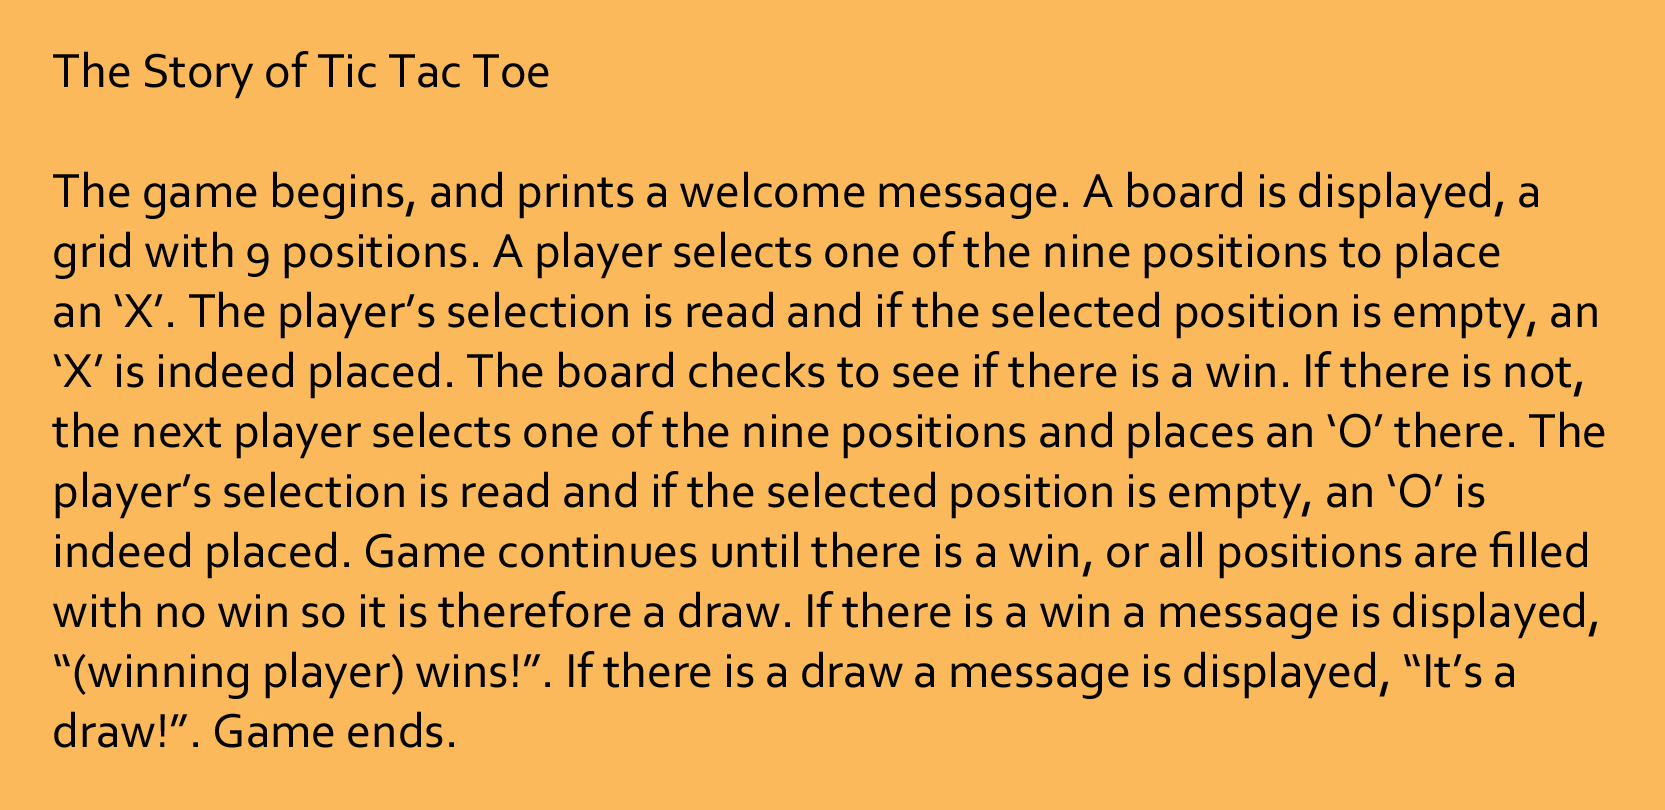 The Story of Tic Tac Toe
The game begins, and prints a welcome message. A board is displayed, a
grid with 9 positions. A player selects one of the nine positions to place
an ‘X’. The player’s selection is read and if the selected position is empty, an
‘X’ is indeed placed. The board checks to see if there is a win. If there is not,
the next player selects one of the nine positions and places an ‘O’ there. The
player’s selection is read and if the selected position is empty, an ‘O’ is
indeed placed. Game continues until there is a win, or all positions are filled
with no win so it is therefore a draw. If there is a win a message is displayed,
“(winning player) wins!”. If there is a draw a message is displayed, “It’s a
draw!”. Game ends.